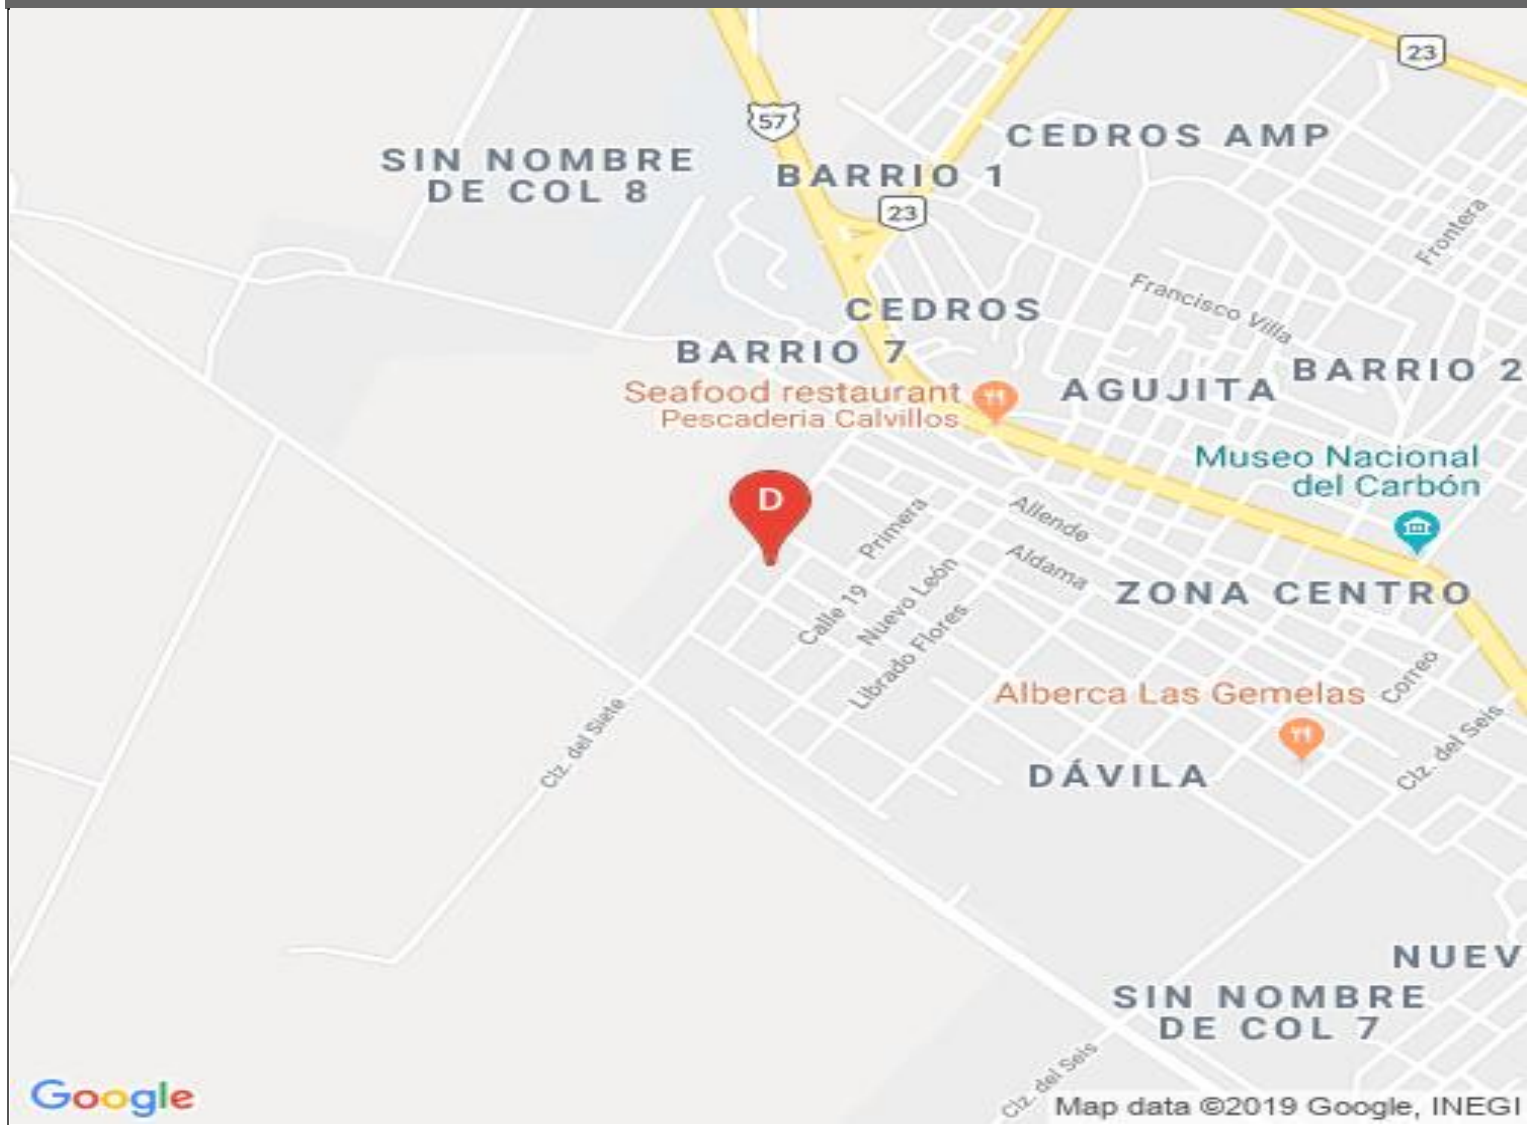 23
57
CEDROS AMP
SIN NOMBRE
DE COL 8
BARRIO 1
23
Frontera
Francisco Villa
CEDROS
BARRIO 7
BARRIO 2
AGUJITA
Seafood restaurant
Pescaderia Calvillos
Museo Nacional
del Carbón
D
Primera
Allende
Aldama
Calle 19
Nuevo León
Librado Flores
ZONA CENTRO
Correo
Alberca Las Gemelas
Clz. del Siete
Clz. del Seis
DÁVILA
NUEV
SIN NOMBRE
DE COL 7
Clz. del Seis
Google
Map data ©2019 Google, INEGI